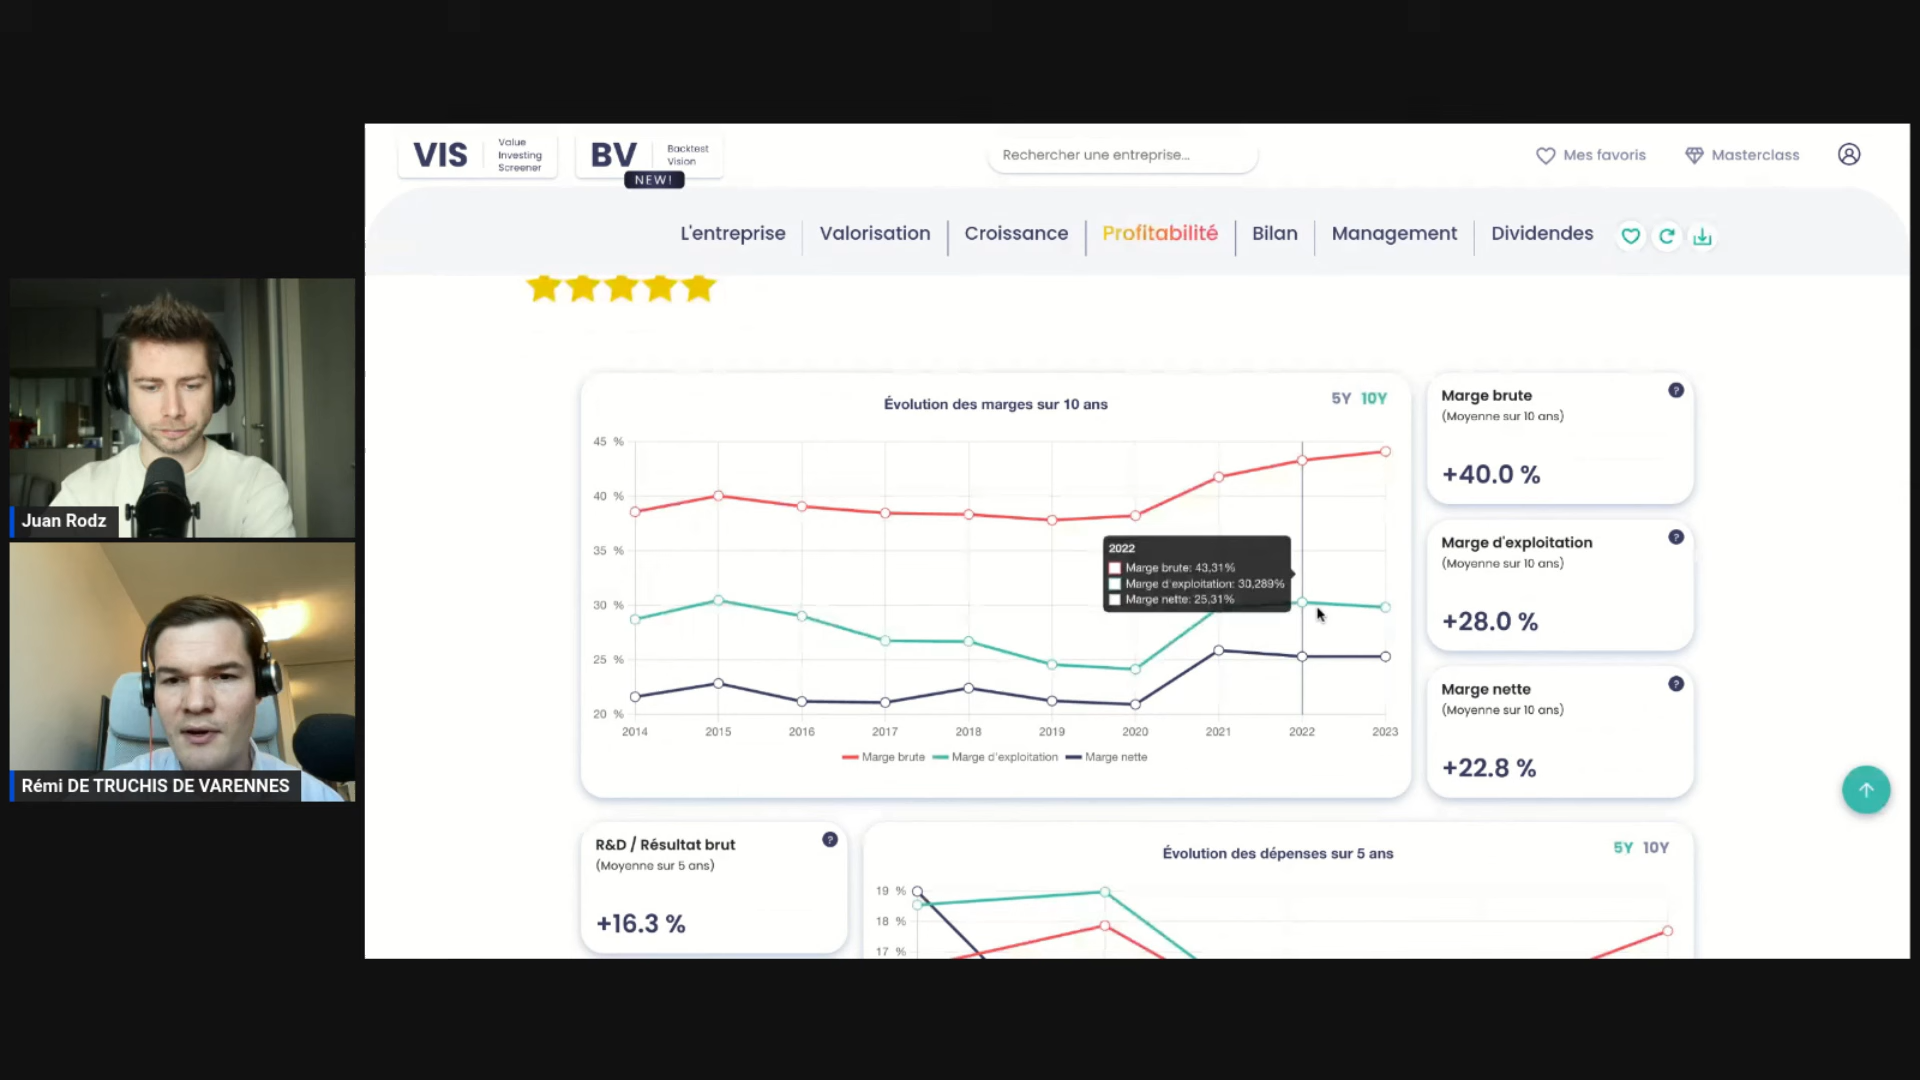 VIS
Value
Investing
Screener
BV
Backtest
Vision
NEW!
Rechercher une entreprise...
Mes favoris
Masterclass
L'entreprise
Valorisation
Croissance
Profitabilité
Bilan
Management
Dividendes
Juan Rodz
Rémi DE TRUCHIS DE VARENNES
Évolution des marges sur 10 ans
5Y 10Y
45 %
40 %
35 %
30 %
25 %
20 %
2022
Marge brute: 43,31%
Marge d'exploitation: 30,289%
Marge nette: 25,31%
2014 2015 2016 2017 2018 2019 2020 2021 2022 2023
Marge brute Marge d'exploitation Marge nette
Marge brute
?
(Moyenne sur 10 ans)
+40.0 %
Marge d'exploitation
?
(Moyenne sur 10 ans)
+28.0 %
Marge nette
?
(Moyenne sur 10 ans)
+22.8 %
R&D / Résultat brut
?
(Moyenne sur 5 ans)
+16.3 %
Évolution des dépenses sur 5 ans
5Y 10Y
19 %
18 %
17 %